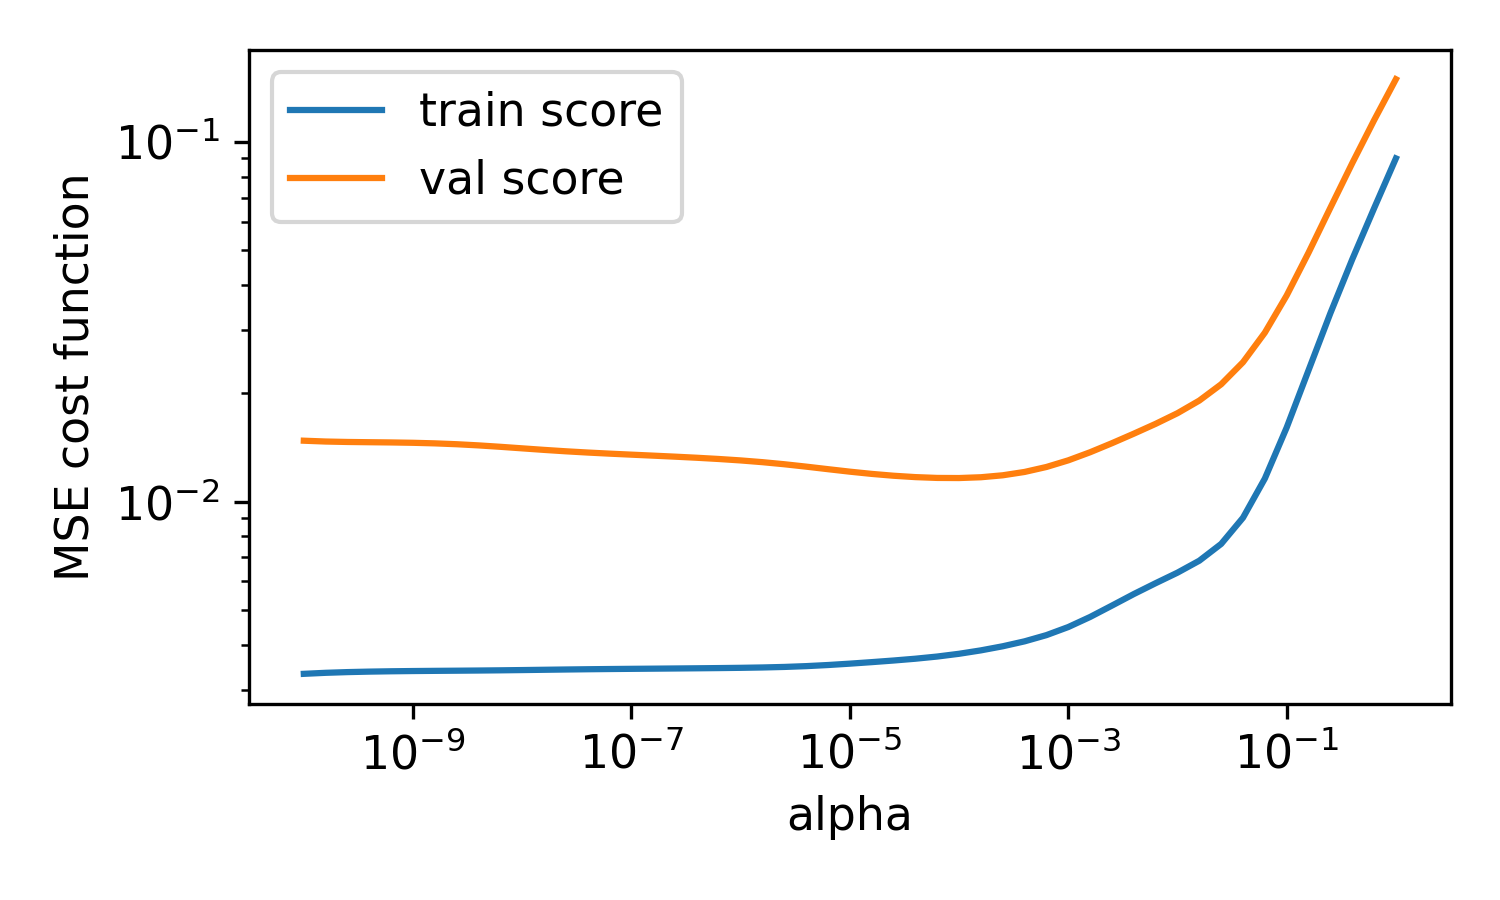 train score
val score
10⁻¹
10⁻²
MSE cost function
10⁻⁹ 10⁻⁷ 10⁻⁵ 10⁻³ 10⁻¹
alpha